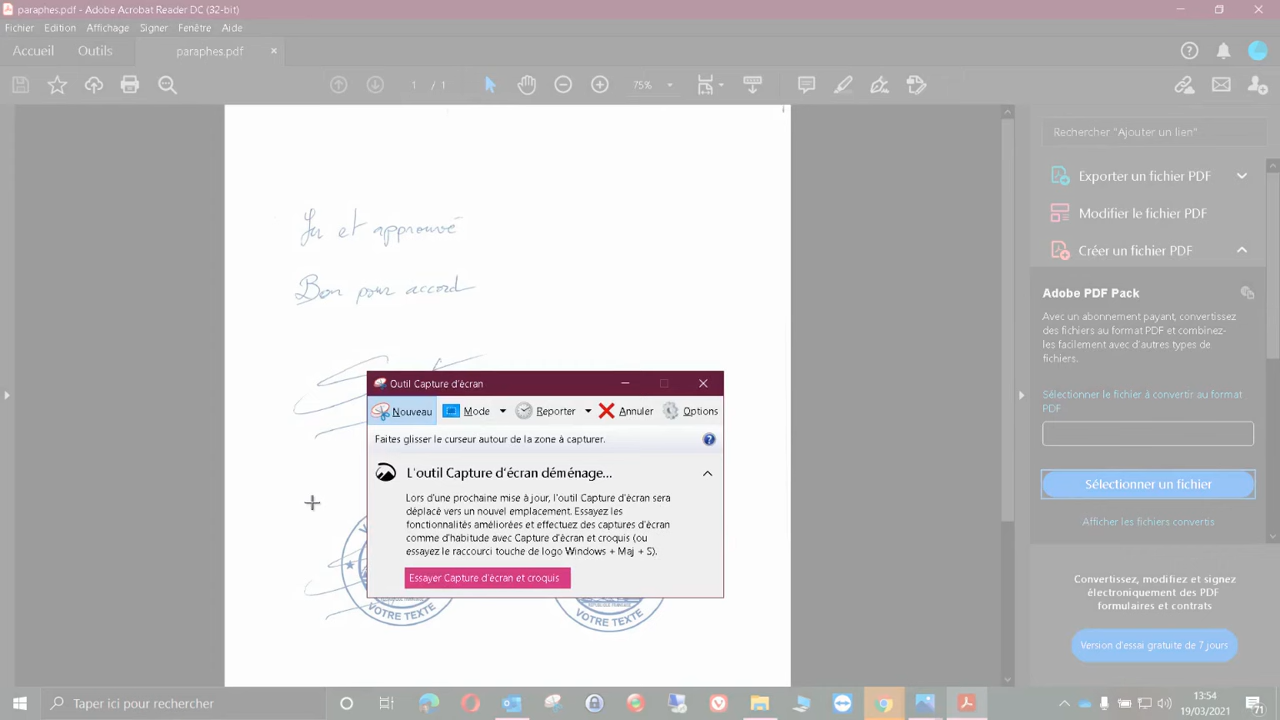 paraphes.pdf - Adobe Acrobat Reader DC (32-bit)
Fichier Edition Affichage Signer Fenêtre Aide
Accueil Outils paraphes.pdf
1 / 1 75%
Rechercher "Ajouter un lien"
Exporter un fichier PDF
Modifier le fichier PDF
Créer un fichier PDF
Adobe PDF Pack
Avec un abonnement payant, convertissez
des fichiers au format PDF et combinez-
les facilement avec d'autres types de
fichiers.
Sélectionner le fichier à convertir au format
PDF
Sélectionner un fichier
Afficher les fichiers convertis
Convertissez, modifiez et signez
électroniquement des PDF
formulaires et contrats
Version d'essai gratuite de 7 jours
Lu et approuvé
Bon pour accord
Outil Capture d'écran
Nouveau Mode Reporter Annuler Options
Faites glisser le curseur autour de la zone à capturer.
L'outil Capture d'écran déménage...
Lors d'une prochaine mise à jour, l'outil Capture d'écran sera
déplacé vers un nouvel emplacement. Essayez les
fonctionnalités améliorées et effectuez des captures d'écran
comme d'habitude avec Capture d'écran et croquis (ou
essayez le raccourci touche de logo Windows + Maj + S).
Essayer Capture d'écran et croquis
VOTRE TEXTE VOTRE TEXTE
Taper ici pour rechercher
13:54
19/03/2021
71